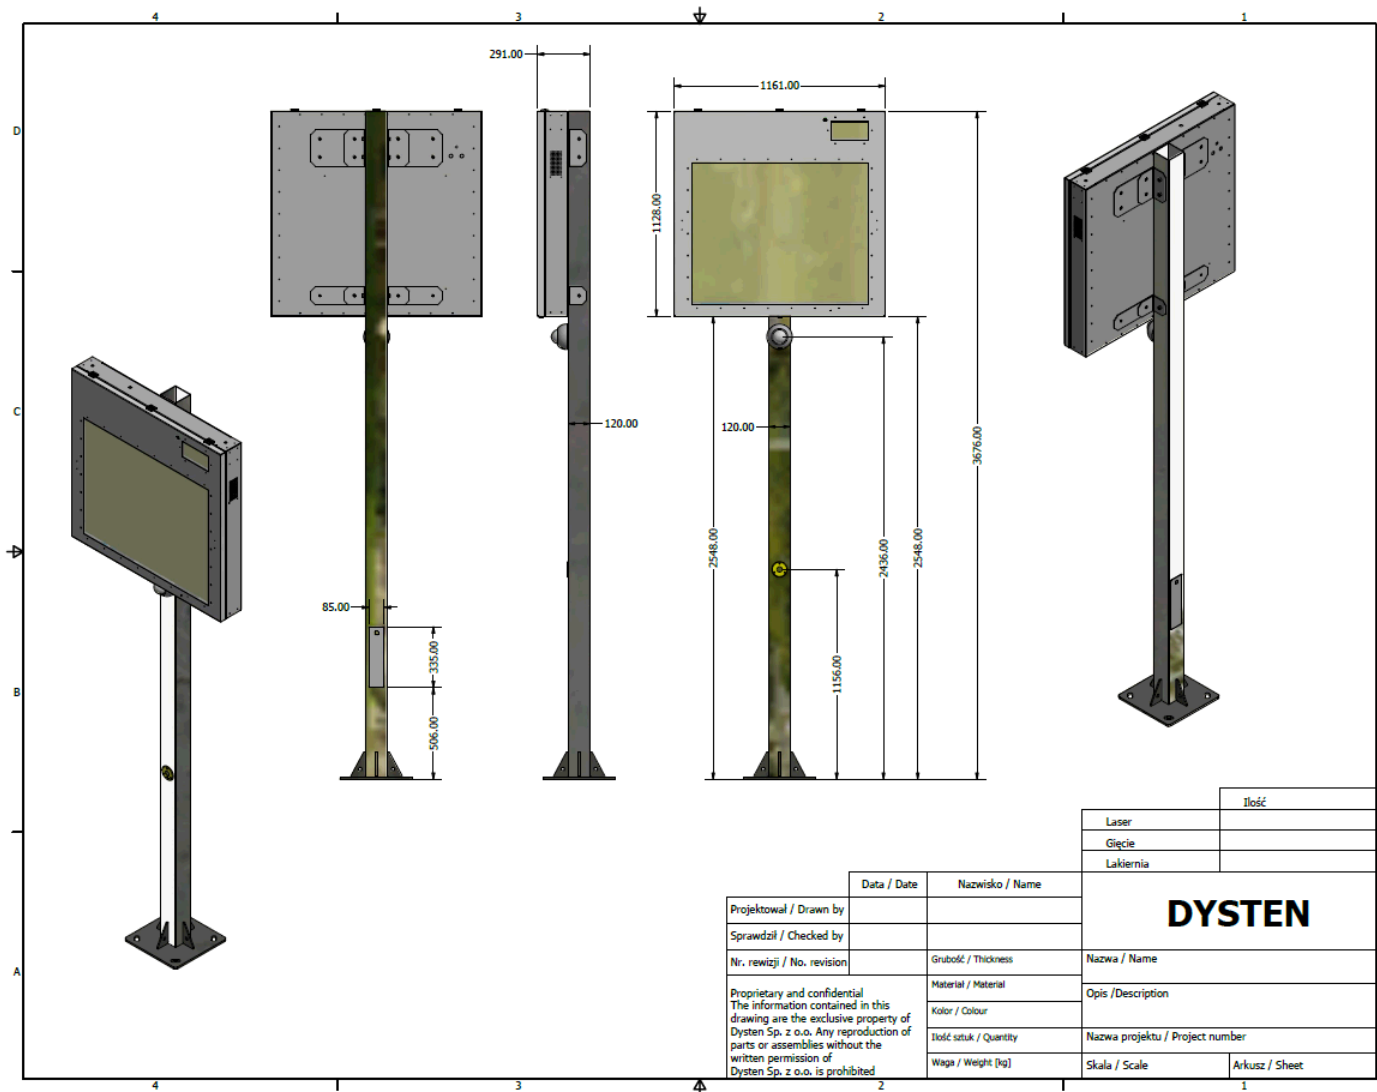 4 3 2 1
291.00
1161.00
D
1128.00
C
120.00
120.00
3676.00
2548.00
2436.00
2548.00
85.00
335.00
1156.00
B
506.00
Ilość
Laser
Gięcie
Lakiernia
Data / Date Nazwisko / Name
DYSTEN
Projektował / Drawn by
Sprawdził / Checked by
Nr. rewizji / No. revision
Grubość / Thickness
Nazwa / Name
A
Materiał / Material
Opis /Description
Proprietary and confidential
The information contained in this
drawing are the exclusive property of
Dysten Sp. z o.o. Any reproduction of
parts or assemblies without the
written permission of
Dysten Sp. z o.o. is prohibited
Kolor / Colour
Ilość sztuk / Quantity
Nazwa projektu / Project number
Waga / Weight [kg]
Skala / Scale
Arkusz / Sheet
4 3 2 1